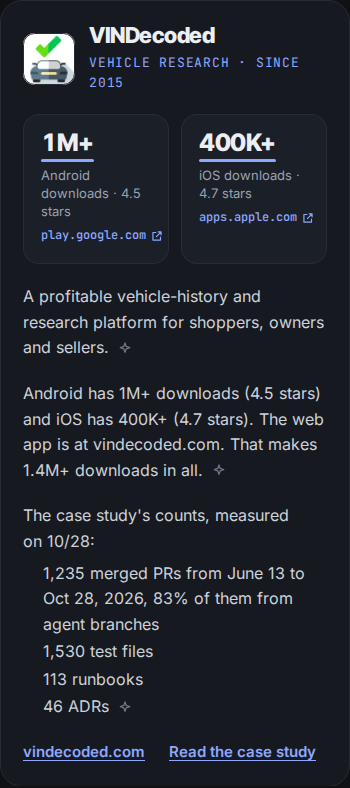 VINDecoded
VEHICLE RESEARCH · SINCE
2015
1M+
Android
downloads · 4.5
stars
play.google.com
400K+
iOS downloads ·
4.7 stars
apps.apple.com
A profitable vehicle-history and
research platform for shoppers, owners
and sellers.
Android has 1M+ downloads (4.5 stars)
and iOS has 400K+ (4.7 stars). The web
app is at vindecoded.com. That makes
1.4M+ downloads in all.
The case study's counts, measured
on 10/28:
1,235 merged PRs from June 13 to
Oct 28, 2026, 83% of them from
agent branches
1,530 test files
113 runbooks
46 ADRs
vindecoded.com
Read the case study